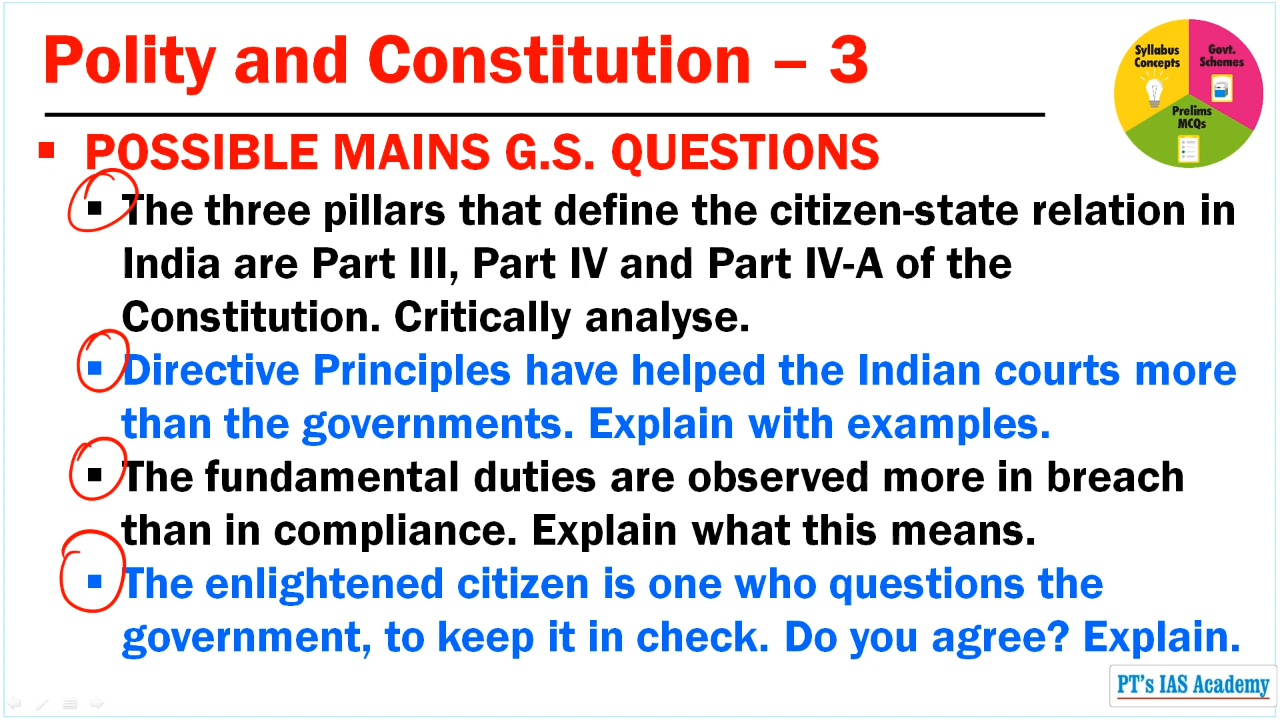 Polity and Constitution – 3
Syllabus
Concepts
Govt.
Schemes
Prelims
MCQs
POSSIBLE MAINS G.S. QUESTIONS
The three pillars that define the citizen-state relation in
India are Part III, Part IV and Part IV-A of the
Constitution. Critically analyse.
Directive Principles have helped the Indian courts more
than the governments. Explain with examples.
The fundamental duties are observed more in breach
than in compliance. Explain what this means.
The enlightened citizen is one who questions the
government, to keep it in check. Do you agree? Explain.
PT's IAS Academy